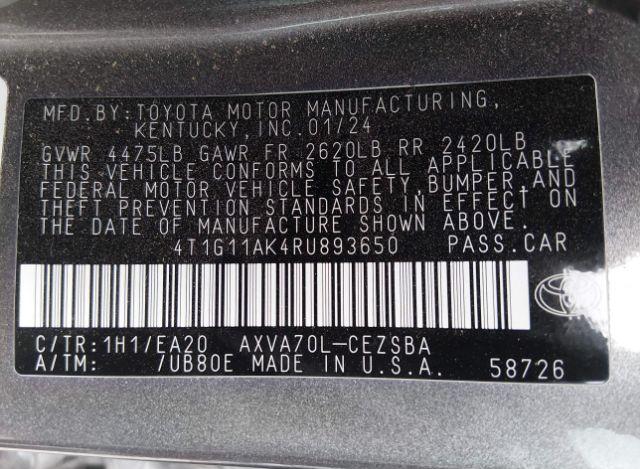 MFD.BY:TOYOTA MOTOR MANUFACTURING,
KENTUCKY,INC.01/24
GVWR 4475LB GAWR FR 2620LB RR 2420LB
THIS VEHICLE CONFORMS TO ALL APPLICABLE
FEDERAL MOTOR VEHICLE SAFETY,BUMPER,AND
THEFT PREVENTION STANDARDS IN EFFECT ON
THE DATE OF MANUFACTURE SHOWN ABOVE.
4T1G11AK4RU893650 PASS.CAR
C/TR:1H1/EA20 AXVA70L-CEZSBA
A/TM: /UB80E MADE IN U.S.A. 58726